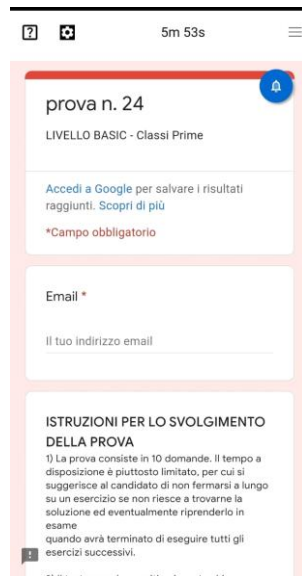 5m 53s
prova n. 24
LIVELLO BASIC - Classi Prime
Accedi a Google per salvare i risultati
raggiunti. Scopri di più
*Campo obbligatorio
Email *
Il tuo indirizzo email
ISTRUZIONI PER LO SVOLGIMENTO
DELLA PROVA
1) La prova consiste in 10 domande. Il tempo a
disposizione è piuttosto limitato, per cui si
suggerisce al candidato di non fermarsi a lungo
su un esercizio se non riesce a trovarne la
soluzione ed eventualmente riprenderlo in
esame
quando avrà terminato di eseguire tutti gli
esercizi successivi.